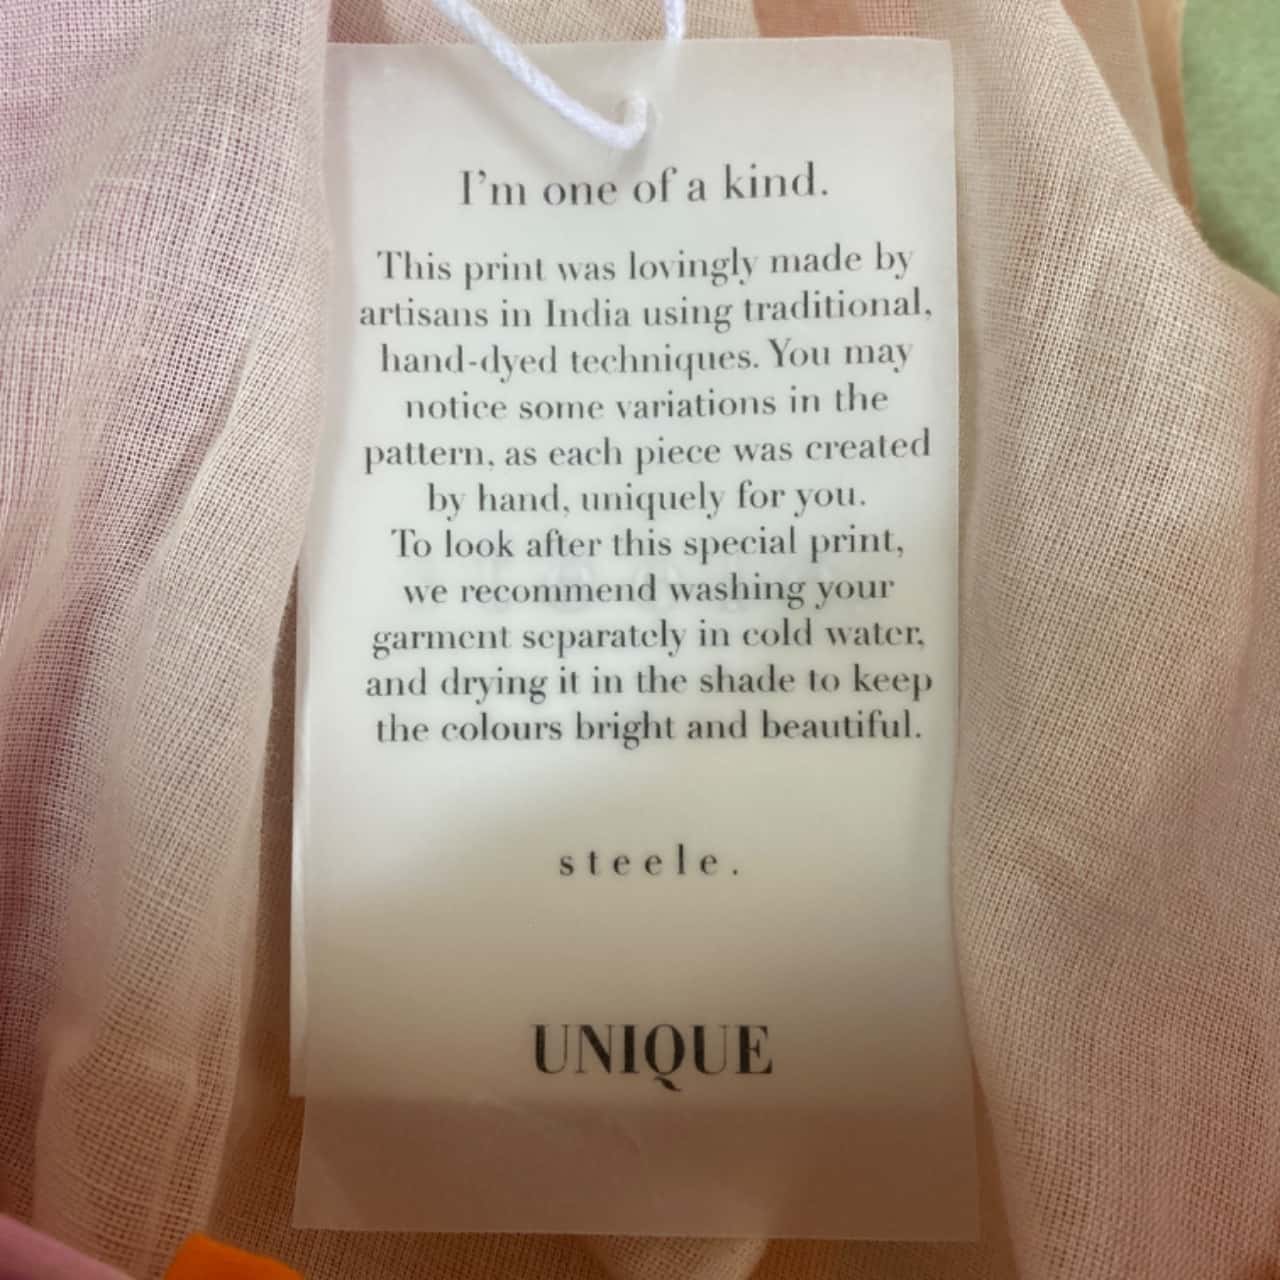 I'm one of a kind.
This print was lovingly made by
artisans in India using traditional,
hand-dyed techniques. You may
notice some variations in the
pattern, as each piece was created
by hand, uniquely for you.
To look after this special print,
we recommend washing your
garment separately in cold water,
and drying it in the shade to keep
the colours bright and beautiful.
steele.
UNIQUE